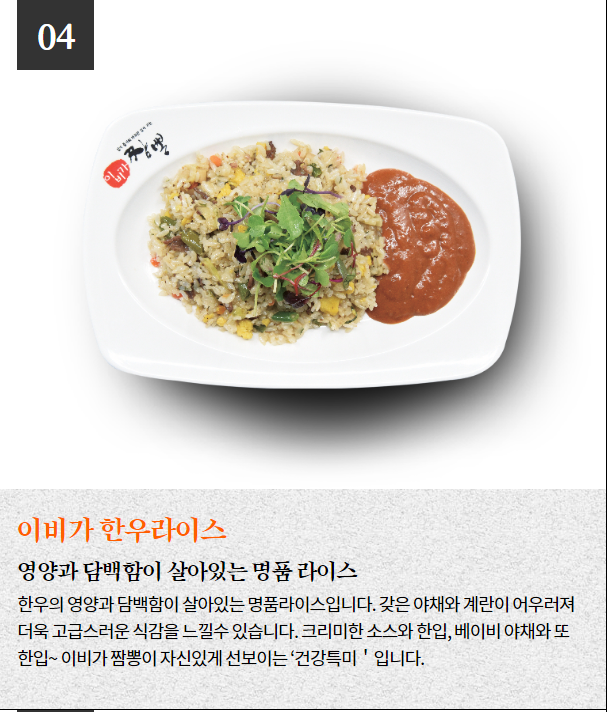 04
이비가
짬뽕
이비가 한우라이스
영양과 담백함이 살아있는 명품 라이스
한우의 영양과 담백함이 살아있는 명품라이스입니다. 갖은 야채와 계란이 어우러져
더욱 고급스러운 식감을 느낄수 있습니다. 크리미한 소스와 한입, 베이비 야채와 또
한입~ 이비가 짬뽕이 자신있게 선보이는 ‘건강특미＇입니다.